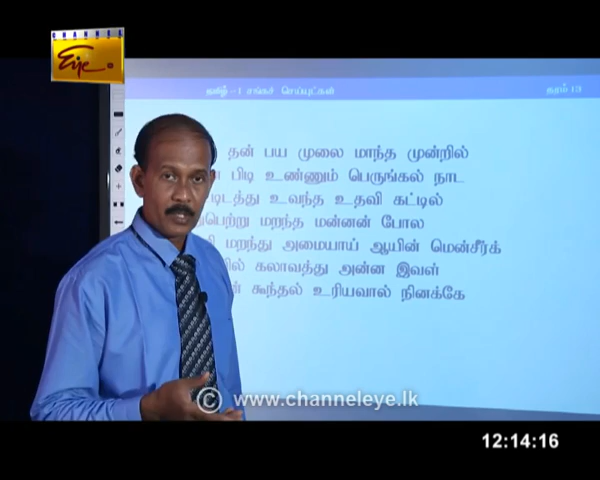 CHANNEL
Eye
தமிழ் - 1 சங்கச் செய்யுட்கள் தரம் 13
தன் பய முலை மாந்த முன்றில்
பிடி உண்ணும் பெருங்கல் நாட
உவந்த உதவி கட்டில்
மறந்த மன்னன் போல
மறந்து அமையாய் ஆயின் மென்சீர்க்
கலாவத்து அன்ன இவள்
கூந்தல் உரியவால் நினக்கே
© www.channeleye.lk
12:14:16